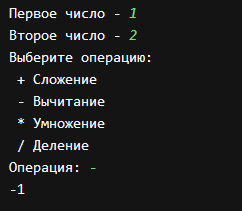 Первое число - 1
Второе число - 2
Выберите операцию:
+ Сложение
- Вычитание
* Умножение
/ Деление
Операция: -
-1